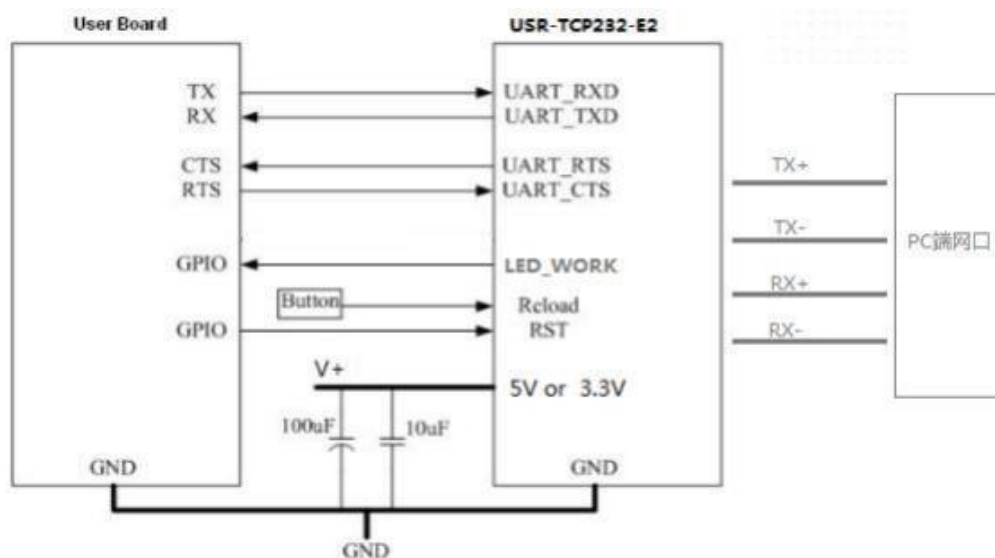 User Board
USR-TCP232-E2
TX
UART_RXD
RX
UART_TXD
CTS
UART_RTS
RTS
UART_CTS
GPIO
LED_WORK
Button
Reload
GPIO
RST
V+
5V or 3.3V
100uF
10uF
GND
GND
GND
TX+
TX-
RX+
RX-
PC端网口